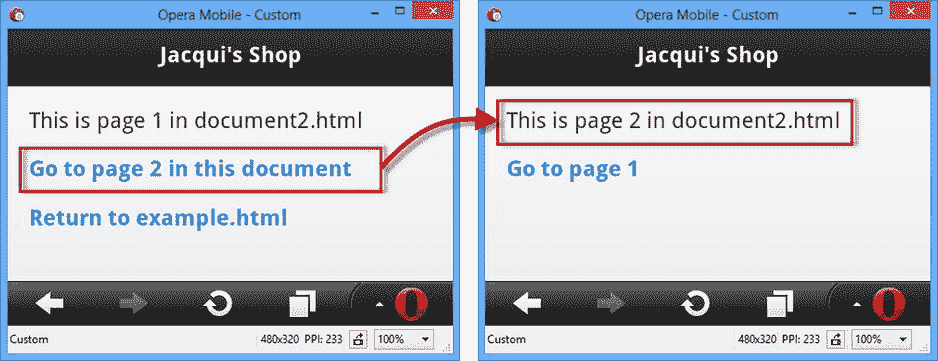 Opera Mobile - Custom
Jacqui's Shop
This is page 1 in document2.html
Go to page 2 in this document
Return to example.html
Custom
480x320 PPI: 233
100%
Opera Mobile - Custom
Jacqui's Shop
This is page 2 in document2.html
Go to page 1
Custom
480x320 PPI: 233
100%